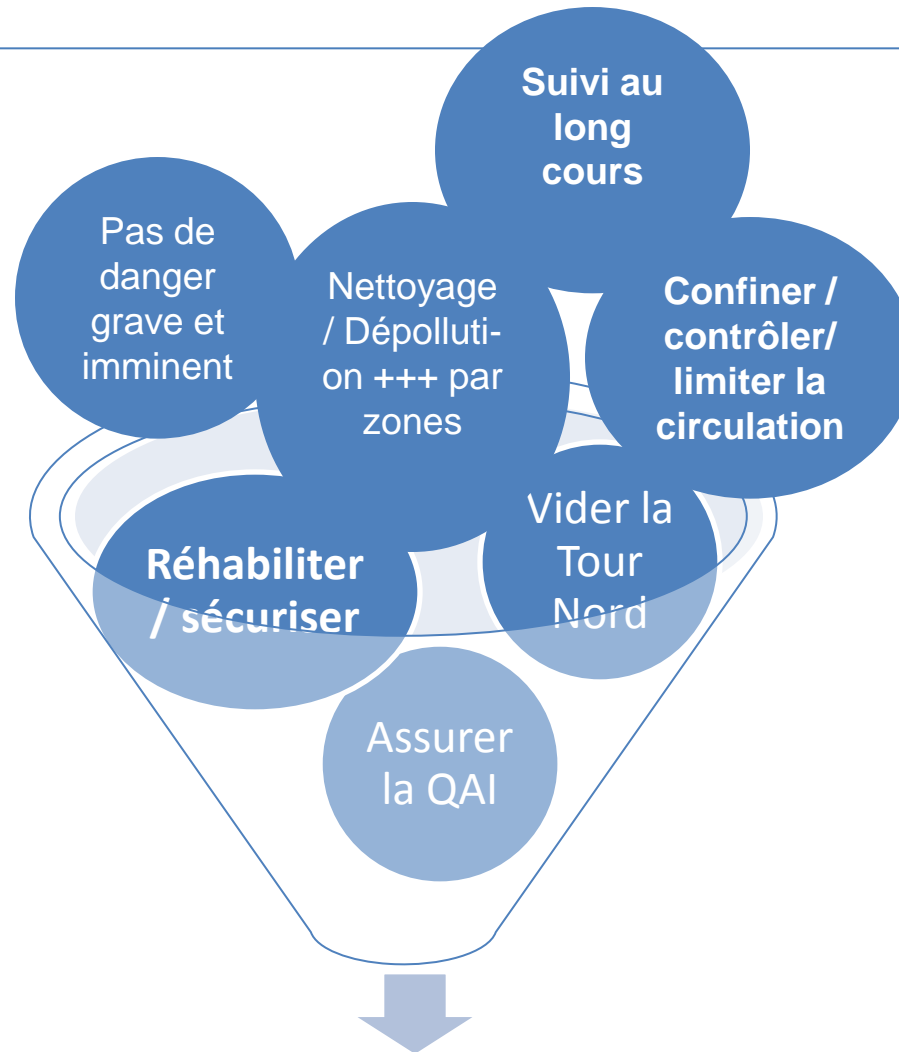 Suivi au
long
cours
Pas de
danger
grave et
imminent
Nettoyage
/ Dépolluti-
on +++ par
zones
Confiner /
contrôler/
limiter la
circulation
Réhabiliter
/ sécuriser
Vider la
Tour
Nord
Assurer
la QAI